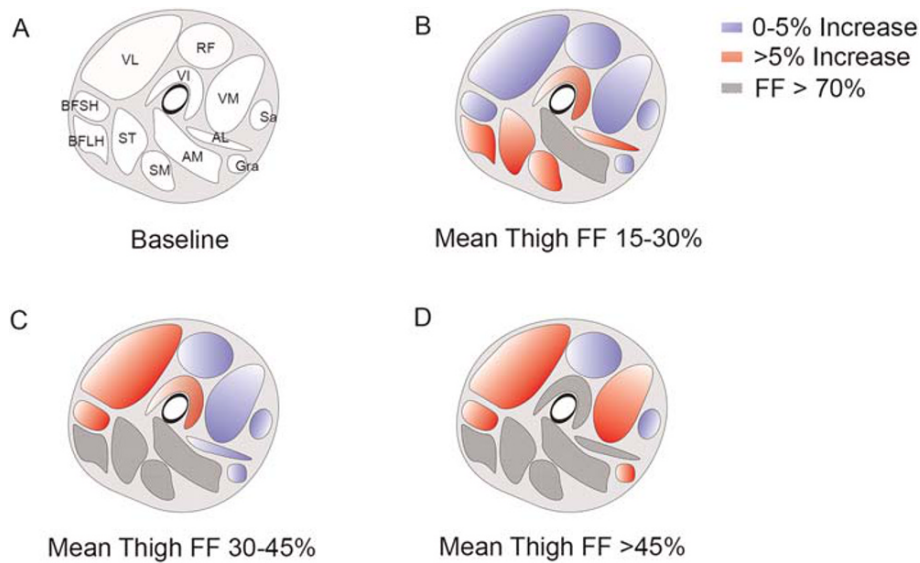 A
VL
RF
VI
VM
BFSH
Sa
BFLH
ST
AL
AM
SM
Gra
Baseline
B
0-5% Increase
>5% Increase
FF > 70%
Mean Thigh FF 15-30%
C
Mean Thigh FF 30-45%
D
Mean Thigh FF >45%